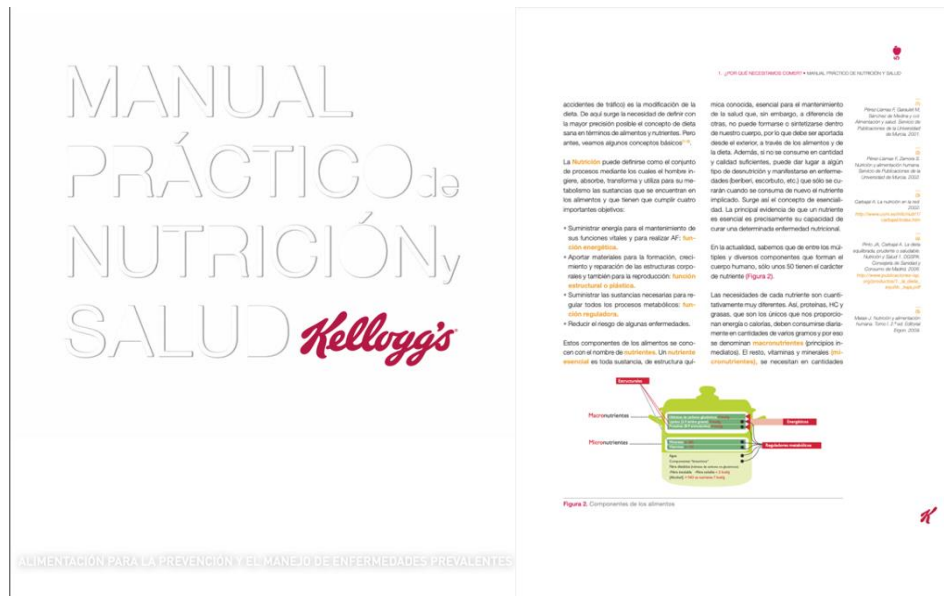 MANUAL
PRÁCTICO de
NUTRICIÓN y
SALUD Kellogg's
ALIMENTACIÓN PARA LA PREVENCIÓN Y EL MANEJO DE ENFERMEDADES PREVALENTES
1. ¿POR QUÉ NECESITAMOS COMER? • MANUAL PRÁCTICO DE NUTRICIÓN Y SALUD
accidentes de tráfico) es la modificación de la
dieta. De aquí surge la necesidad de definir con
la mayor precisión posible el concepto de dieta
sana en términos de alimentos y nutrientes. Pero
antes, veamos algunos conceptos básicos
La Nutrición puede definirse como el conjunto
de procesos mediante los cuales el hombre in-
giere, absorbe, transforma y utiliza para su me-
tabolismo las sustancias que se encuentran en
los alimentos y que tienen que cumplir cuatro
importantes objetivos:
• Suministrar energía para el mantenimiento de
sus funciones vitales y para realizar AF: fun-
ción energética.
• Aportar materiales para la formación, creci-
miento y reparación de las estructuras corpo-
rales y también para la reproducción: función
estructural o plástica.
• Suministrar las sustancias necesarias para re-
gular todos los procesos metabólicos: fun-
ción reguladora.
• Reducir el riesgo de algunas enfermedades.
Estos componentes de los alimentos se cono-
cen con el nombre de nutrientes. Un nutriente
esencial es toda sustancia, de estructura quí-
mica conocida, esencial para el mantenimiento
de la salud que, sin embargo, a diferencia de
otras, no puede formarse o sintetizarse dentro
de nuestro cuerpo, por lo que debe ser aportada
desde el exterior, a través de los alimentos y de
la dieta. Además, si no se consume en cantidad
y calidad suficientes, puede dar lugar a algún
tipo de desnutrición y manifestarse en enferme-
dades (beriberi, escorbuto, etc.) que sólo se cu-
rarán cuando se consuma de nuevo el nutriente
implicado. Surge así el concepto de esenciali-
dad. La principal evidencia de que un nutriente
es esencial es precisamente su capacidad de
curar una determinada enfermedad nutricional.
En la actualidad, sabemos que de entre los múl-
tiples y diversos componentes que forman el
cuerpo humano, sólo unos 50 tienen el carácter
de nutriente (Figura 2).
Las necesidades de cada nutriente son cuanti-
tativamente muy diferentes. Así, proteínas, HC y
grasas, que son los únicos que nos proporcio-
nan energía o calorías, deben consumirse diaria-
mente en cantidades de varios gramos y por eso
se denominan macronutrientes (principios in-
mediatos). El resto, vitaminas y minerales (mi-
cronutrientes), se necesitan en cantidades
Estructurales
Macronutrientes
Energéticos
Micronutrientes
Reguladores metabólicos
Agua
Figura 2. Componentes de los alimentos
K